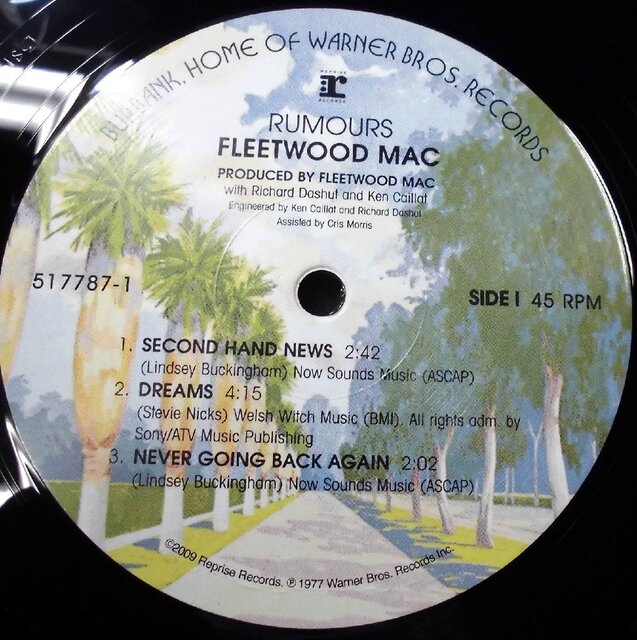 BURBANK, HOME OF WARNER BROS. RECORDS
REPRISE
r
RECORDS
RUMOURS
FLEETWOOD MAC
PRODUCED BY FLEETWOOD MAC
with Richard Dashut and Ken Caillat
Engineered by Ken Caillat and Richard Dashut
Assisted by Cris Morris
517787-1
SIDE I 45 RPM
1. SECOND HAND NEWS 2:42
(Lindsey Buckingham) Now Sounds Music (ASCAP)
2. DREAMS 4:15
(Stevie Nicks) Welsh Witch Music (BMI). All rights adm. by
Sony/ATV Music Publishing
3. NEVER GOING BACK AGAIN 2:02
(Lindsey Buckingham) Now Sounds Music (ASCAP)
©2009 Reprise Records. ℗ 1977 Warner Bros. Records Inc.